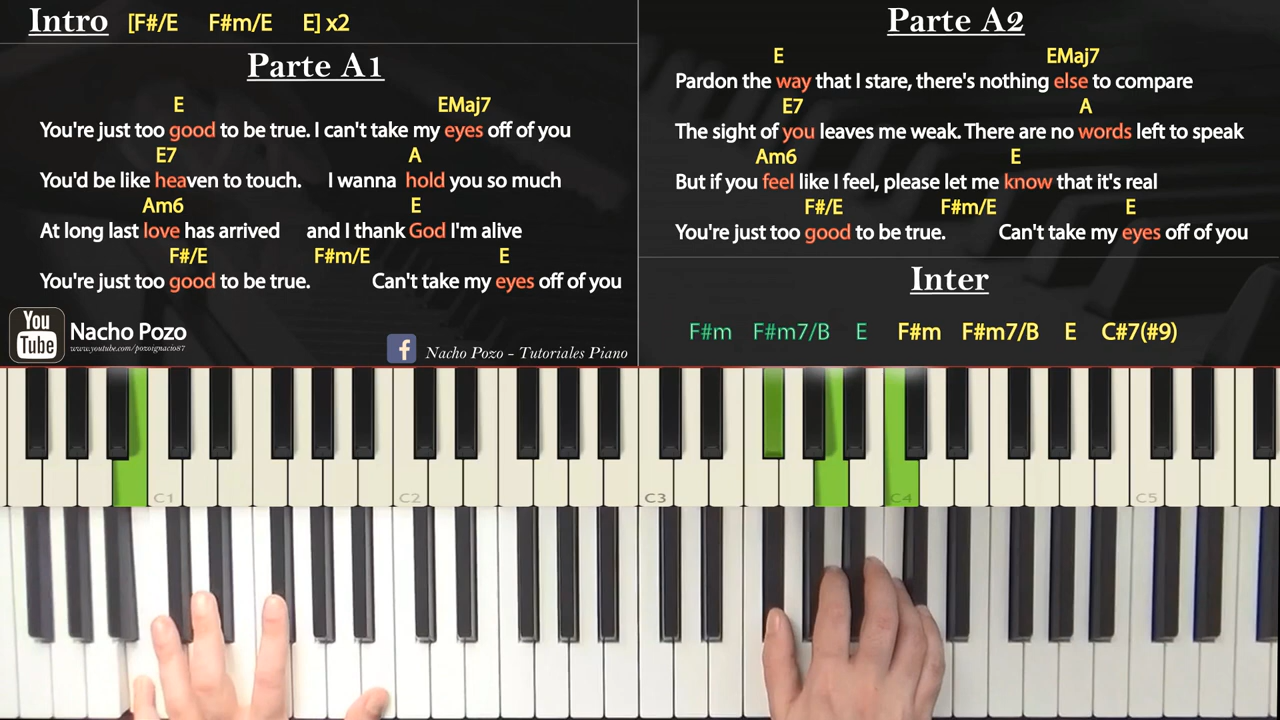 Intro [F#/E F#m/E E] x2
Parte A1
E EMaj7
You're just too good to be true. I can't take my eyes off of you
E7 A
You'd be like heaven to touch. I wanna hold you so much
Am6 E
At long last love has arrived and I thank God I'm alive
F#/E F#m/E E
You're just too good to be true. Can't take my eyes off of you
You Tube
Nacho Pozo
www.youtube.com/pozoignacio87
f
Nacho Pozo - Tutoriales Piano
Parte A2
E EMaj7
Pardon the way that I stare, there's nothing else to compare
E7 A
The sight of you leaves me weak. There are no words left to speak
Am6 E
But if you feel like I feel, please let me know that it's real
F#/E F#m/E E
You're just too good to be true. Can't take my eyes off of you
Inter
F#m F#m7/B E F#m F#m7/B E C#7(#9)
C1 C2 C3 C4 C5